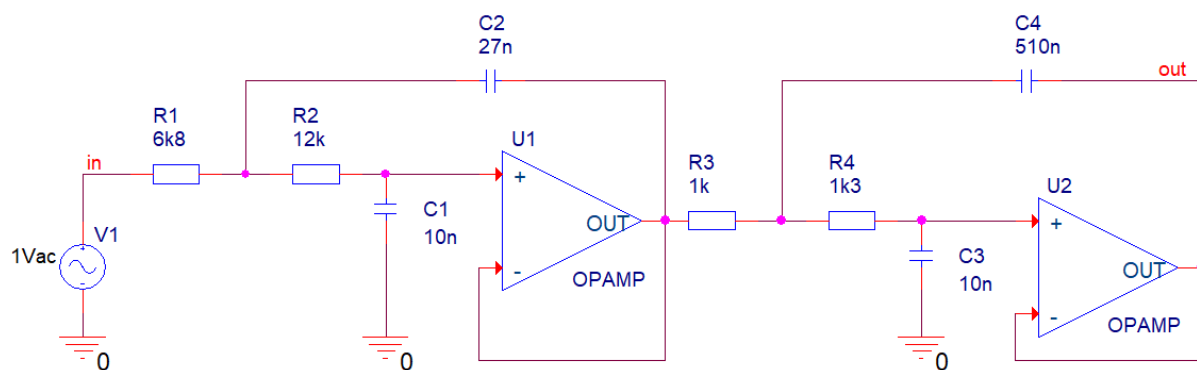 C2
27n
C4
510n
out
R1
6k8
R2
12k
U1
R3
1k
R4
1k3
in
U2
+
+
C1
10n
OUT
V1
1Vac
C3
10n
OUT
-
OPAMP
-
OPAMP
0
0
0